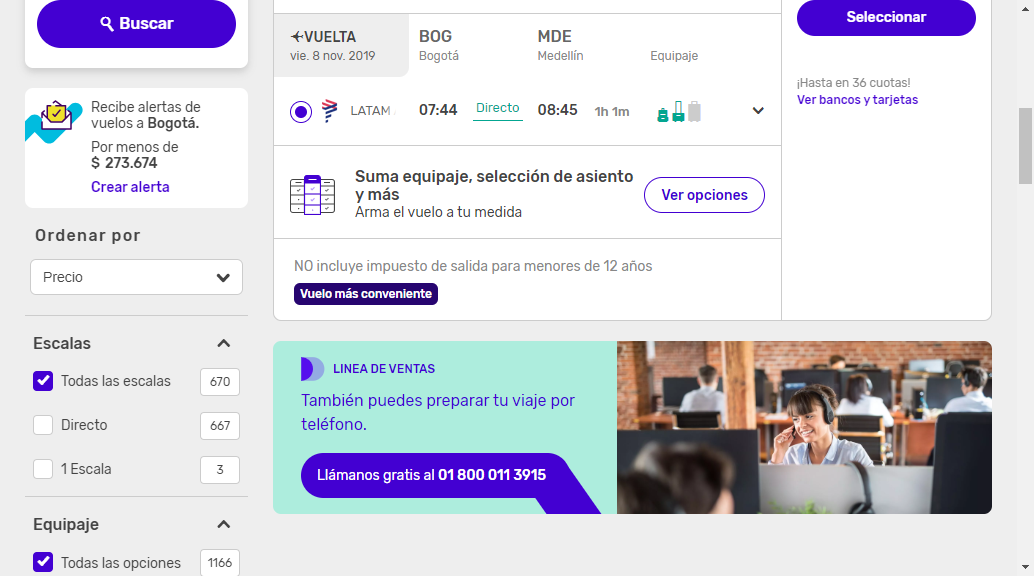 Buscar
Recibe alertas de
vuelos a Bogotá.
Por menos de
$ 273.674
Crear alerta
Ordenar por
Precio
Escalas
Todas las escalas 670
Directo 667
1 Escala 3
Equipaje
Todas las opciones 1166
VUELTA BOG MDE
vie. 8 nov. 2019 Bogotá Medellín Equipaje
LATAM 07:44 Directo 08:45 1h 1m
Suma equipaje, selección de asiento
y más
Arma el vuelo a tu medida
Ver opciones
NO incluye impuesto de salida para menores de 12 años
Vuelo más conveniente
Seleccionar
¡Hasta en 36 cuotas!
Ver bancos y tarjetas
LINEA DE VENTAS
También puedes preparar tu viaje por
teléfono.
Llámanos gratis al 01 800 011 3915